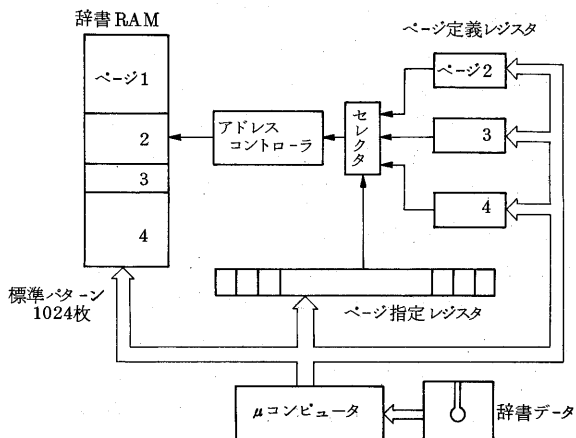 辞書RAM
ページ1
2
3
4
標準パターン
1024枚
アドレス
コントローラ
セレクタ
ページ定義レジスタ
ページ2
3
4
ページ指定レジスタ
μコンピュータ
辞書データ